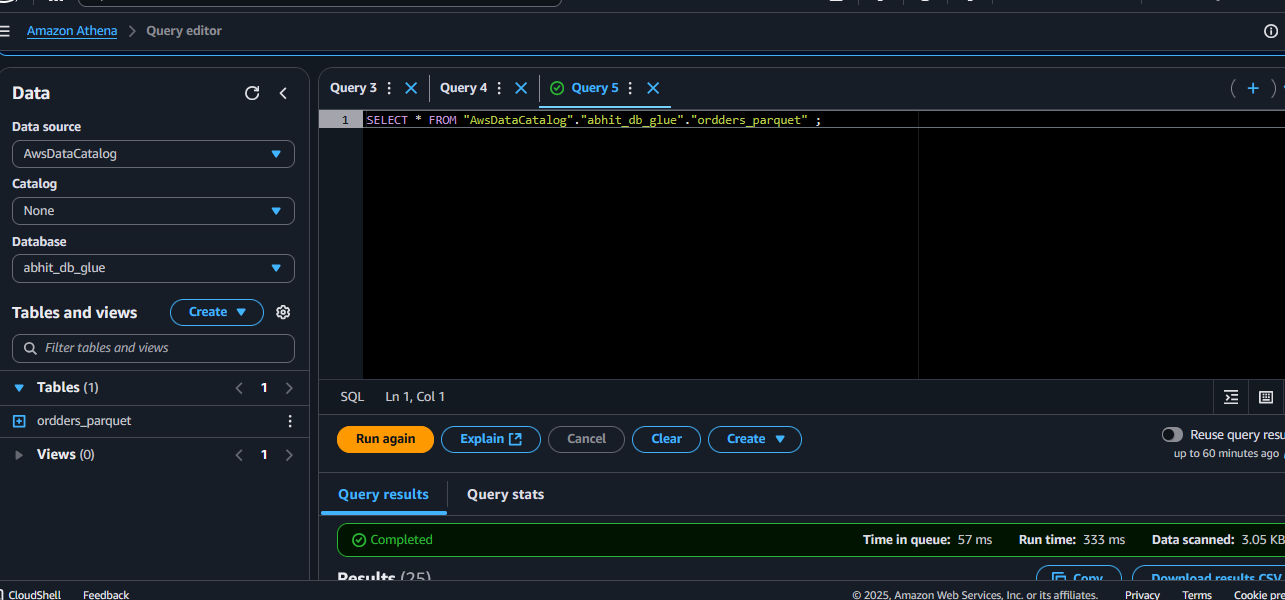 Amazon Athena > Query editor
Data
Data source
AwsDataCatalog
Catalog
None
Database
abhit_db_glue
Tables and views Create
Filter tables and views
Tables (1) < 1 >
ordders_parquet
Views (0) < 1 >
Query 3 Query 4 Query 5
1 SELECT * FROM "AwsDataCatalog"."abhit_db_glue"."ordders_parquet" ;
SQL Ln 1, Col 1
Run again Explain Cancel Clear Create
Reuse query resu
up to 60 minutes ago
Query results Query stats
Completed Time in queue: 57 ms Run time: 333 ms Data scanned: 3.05 KB
Results (25) Copy Download results CSV
CloudShell Feedback © 2025, Amazon Web Services, Inc. or its affiliates. Privacy Terms Cookie pre